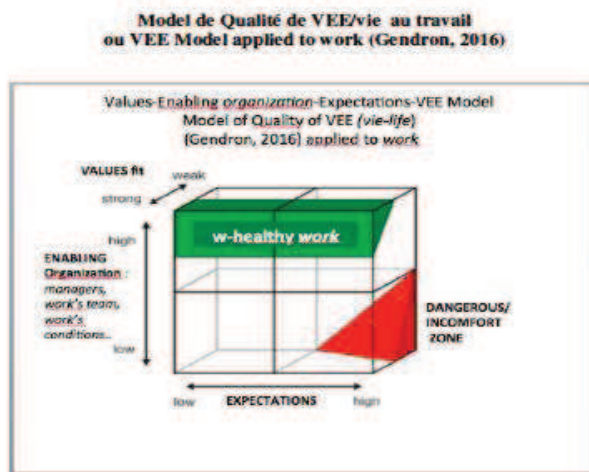 Model de Qualité de VEE/vie au travail
ou VEE Model applied to work (Gendron, 2016)
Values-Enabling organization-Expectations-VEE Model
Model of Quality of VEE (vie-life)
(Gendron, 2016) applied to work
VALUES fit
weak
strong
high
w-healthy work
ENABLING
Organization :
managers,
work's team,
work's
conditions...
low
DANGEROUS/
INCOMFORT
ZONE
low
EXPECTATIONS
high